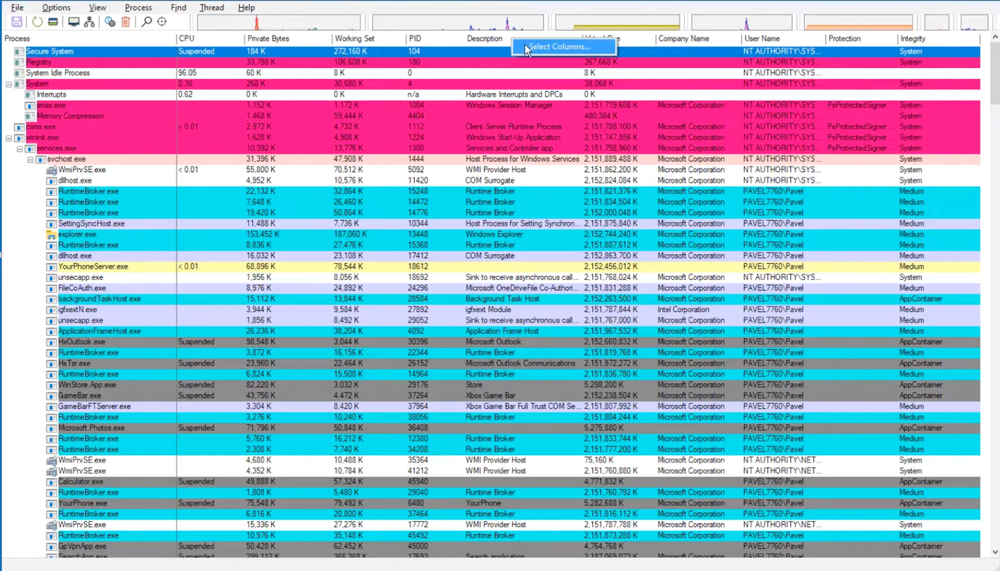 File Options View Process Find Thread Help
Process CPU Private Bytes Working Set PID Description Company Name User Name Protection Integrity
Select Columns...
Secure System Suspended 184 K 272,160 K 104 NT AUTHORITY\SYS... System
Registry 33,788 K 106,608 K 180 267,668 K NT AUTHORITY\SYS... System
System Idle Process 96.05 60 K 8 K 0 8 K NT AUTHORITY\SYS... System
System 0.36 268 K 30,680 K 4 38,068 K NT AUTHORITY\SYS... System
Interrupts 0.62 0 K 0 K n/a Hardware Interrupts and DPCs 0 K
smss.exe 1,152 K 1,172 K 1004 Windows Session Manager 2,151,719,608 K Microsoft Corporation NT AUTHORITY\SYS... PsProtectedSigner... System
Memory Compression 1,468 K 59,444 K 4404 480,384 K NT AUTHORITY\SYS... System
csrss.exe < 0.01 2,972 K 4,732 K 1112 Client Server Runtime Process 2,151,788,100 K Microsoft Corporation NT AUTHORITY\SYS... PsProtectedSigner... System
wininit.exe 1,628 K 4,908 K 1224 Windows Start-Up Application 2,151,747,856 K Microsoft Corporation NT AUTHORITY\SYS... PsProtectedSigner... System
services.exe 10,392 K 13,776 K 1300 Services and Controller app 2,151,758,960 K Microsoft Corporation NT AUTHORITY\SYS... PsProtectedSigner... System
svchost.exe 31,396 K 47,908 K 1444 Host Process for Windows Services 2,151,889,488 K Microsoft Corporation NT AUTHORITY\SYS... System
WmiPrvSE.exe < 0.01 55,800 K 70,512 K 5092 WMI Provider Host 2,151,862,200 K Microsoft Corporation NT AUTHORITY\SYS... System
dllhost.exe 4,952 K 10,576 K 11420 COM Surrogate 2,152,824,084 K Microsoft Corporation NT AUTHORITY\SYS... System
RuntimeBroker.exe 22,132 K 32,864 K 15248 Runtime Broker 2,151,821,376 K Microsoft Corporation PAVEL7760\Pavel Medium
RuntimeBroker.exe 7,648 K 26,460 K 14472 Runtime Broker 2,151,834,504 K Microsoft Corporation PAVEL7760\Pavel Medium
RuntimeBroker.exe 19,420 K 50,864 K 14776 Runtime Broker 2,152,000,048 K Microsoft Corporation PAVEL7760\Pavel Medium
SettingSyncHost.exe 11,488 K 7,736 K 10344 Host Process for Setting Synchron... 2,151,875,840 K Microsoft Corporation PAVEL7760\Pavel Medium
explorer.exe 153,452 K 187,060 K 13448 Windows Explorer 2,152,744,240 K Microsoft Corporation PAVEL7760\Pavel Medium
RuntimeBroker.exe 8,836 K 27,476 K 15368 Runtime Broker 2,151,887,612 K Microsoft Corporation PAVEL7760\Pavel Medium
dllhost.exe 16,032 K 23,108 K 17412 COM Surrogate 2,152,863,700 K Microsoft Corporation PAVEL7760\Pavel Medium
YourPhoneServer.exe < 0.01 68,896 K 78,544 K 18612 2,152,456,012 K PAVEL7760\Pavel Medium
unsecapp.exe 1,956 K 8,056 K 18692 Sink to receive asynchronous call... 2,151,768,024 K Microsoft Corporation NT AUTHORITY\SYS... System
FileCoAuth.exe 8,976 K 24,892 K 24296 Microsoft OneDriveFile Co-Authori... 2,151,831,288 K Microsoft Corporation PAVEL7760\Pavel Medium
backgroundTaskHost.exe 15,112 K 13,844 K 28584 Background Task Host 2,152,263,500 K Microsoft Corporation PAVEL7760\Pavel AppContainer
igfxextN.exe 3,944 K 9,584 K 27892 igfxext Module 2,151,787,844 K Intel Corporation PAVEL7760\Pavel Medium
unsecapp.exe 1,856 K 8,492 K 29052 Sink to receive asynchronous call... 2,151,767,000 K Microsoft Corporation PAVEL7760\Pavel Medium
ApplicationFrameHost.exe 26,236 K 38,204 K 4092 Application Frame Host 2,151,967,532 K Microsoft Corporation PAVEL7760\Pavel Medium
HxOutlook.exe Suspended 98,548 K 3,044 K 30396 Microsoft Outlook 2,152,660,832 K Microsoft Corporation PAVEL7760\Pavel AppContainer
RuntimeBroker.exe 3,872 K 16,156 K 22344 Runtime Broker 2,151,819,768 K Microsoft Corporation PAVEL7760\Pavel Medium
HxTsr.exe Suspended 23,960 K 22,464 K 26152 Microsoft Outlook Communications 2,151,972,272 K Microsoft Corporation PAVEL7760\Pavel AppContainer
RuntimeBroker.exe 6,824 K 15,508 K 14964 Runtime Broker 2,151,836,780 K Microsoft Corporation PAVEL7760\Pavel Medium
WinStore.App.exe Suspended 82,220 K 3,032 K 29176 Store 5,298,200 K Microsoft Corporation PAVEL7760\Pavel AppContainer
GameBar.exe Suspended 43,756 K 4,472 K 37264 Xbox Game Bar 2,152,238,504 K Microsoft Corporation PAVEL7760\Pavel AppContainer
GameBarFTServer.exe 3,304 K 8,420 K 37964 Xbox Game Bar Full Trust COM Se... 2,151,807,992 K Microsoft Corporation PAVEL7760\Pavel Medium
RuntimeBroker.exe 3,276 K 10,240 K 38056 Runtime Broker 2,151,804,244 K Microsoft Corporation PAVEL7760\Pavel Medium
Microsoft.Photos.exe Suspended 71,796 K 50,848 K 36408 5,275,880 K PAVEL7760\Pavel AppContainer
RuntimeBroker.exe 5,760 K 16,212 K 12380 Runtime Broker 2,151,833,744 K Microsoft Corporation PAVEL7760\Pavel Medium
RuntimeBroker.exe 2,308 K 7,740 K 34208 Runtime Broker 2,151,777,200 K Microsoft Corporation PAVEL7760\Pavel Medium
WmiPrvSE.exe 4,680 K 10,488 K 35364 WMI Provider Host 75,160 K Microsoft Corporation NT AUTHORITY\NET... System
WmiPrvSE.exe 4,352 K 10,784 K 41212 WMI Provider Host 2,151,760,880 K Microsoft Corporation NT AUTHORITY\NET... System
Calculator.exe Suspended 49,888 K 57,324 K 45940 4,771,832 K PAVEL7760\Pavel AppContainer
RuntimeBroker.exe 1,808 K 5,480 K 29040 Runtime Broker 2,151,760,792 K Microsoft Corporation PAVEL7760\Pavel Medium
YourPhone.exe Suspended 75,548 K 79,492 K 6480 YourPhone 5,282,688 K Microsoft Corporation PAVEL7760\Pavel AppContainer
RuntimeBroker.exe 6,816 K 20,800 K 37464 Runtime Broker 2,151,816,112 K Microsoft Corporation PAVEL7760\Pavel Medium
WmiPrvSE.exe 15,336 K 27,276 K 17772 WMI Provider Host 2,151,787,788 K Microsoft Corporation NT AUTHORITY\NET... System
RuntimeBroker.exe 10,976 K 35,148 K 45492 Runtime Broker 2,151,873,288 K Microsoft Corporation PAVEL7760\Pavel Medium
GpVpnApp.exe Suspended 50,428 K 62,452 K 45000 4,764,768 K PAVEL7760\Pavel AppContainer
SearchApp.exe Suspended 299,112 K 366,368 K 17692 Search application 2,187,069,072 K Microsoft Corporation PAVEL7760\Pavel AppContainer